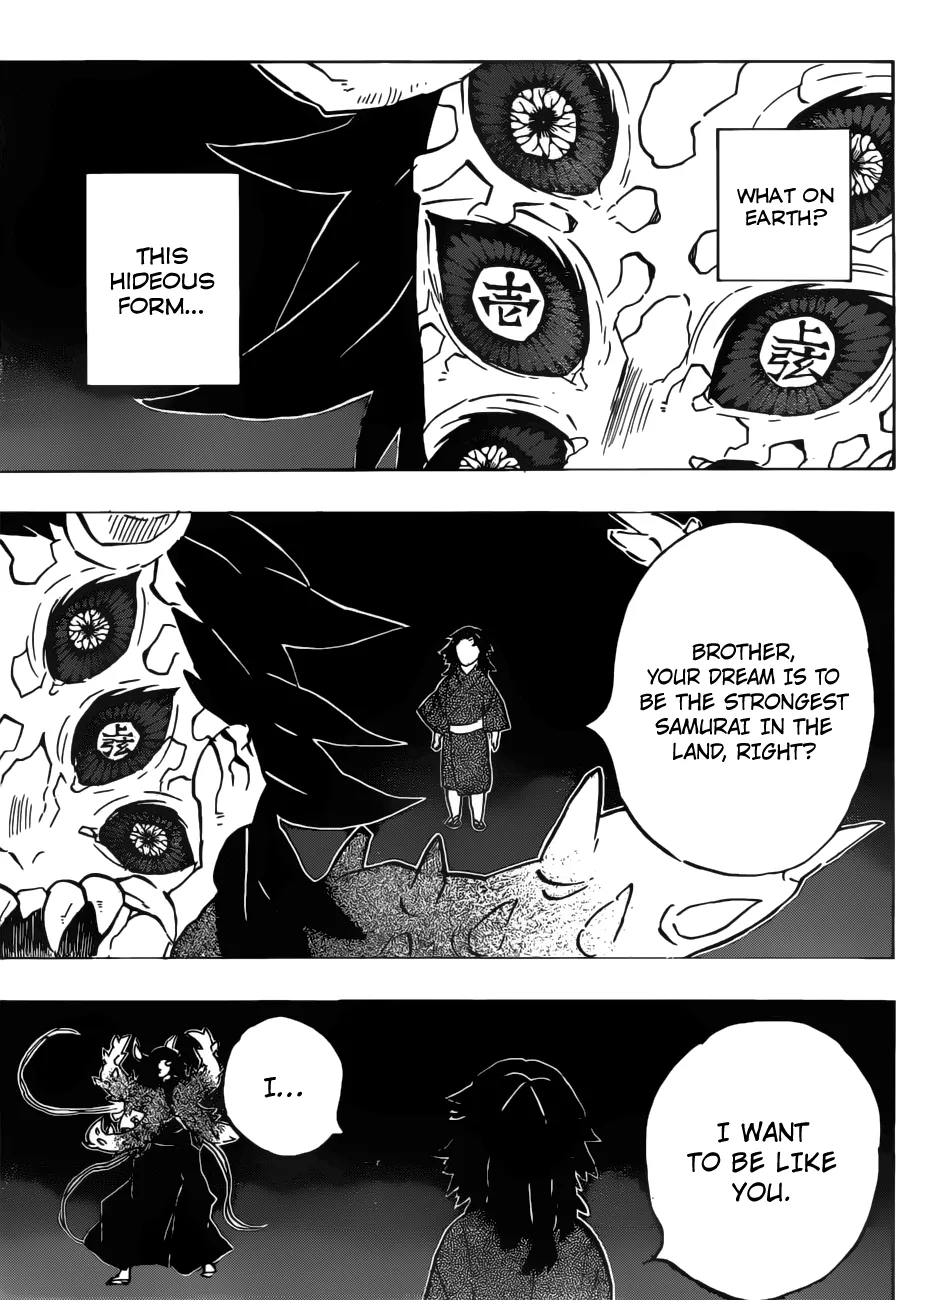 WHAT ON
EARTH?
THIS
HIDEOUS
FORM...
上弦
壱
BROTHER,
YOUR DREAM IS TO
BE THE STRONGEST
SAMURAI IN THE
LAND, RIGHT?
上弦
I WANT
TO BE LIKE
YOU.
I...